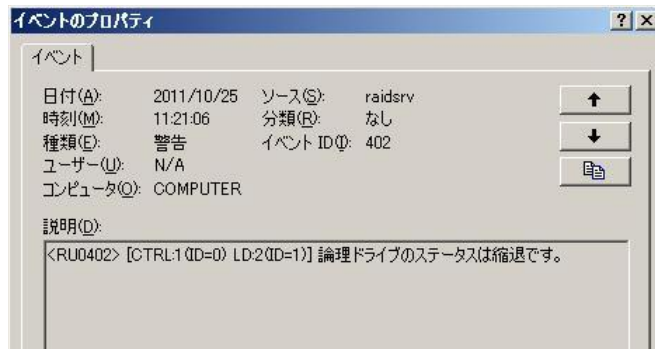 イベントのプロパティ
イベント
日付(A): 2011/10/25 ソース(S): raidsrv
時刻(M): 11:21:06 分類(R): なし
種類(E): 警告 イベント ID(I): 402
ユーザー(U): N/A
コンピュータ(O): COMPUTER
説明(D):
<RU0402> [CTRL:1(ID=0) LD:2(ID=1)] 論理ドライブのステータスは縮退です。